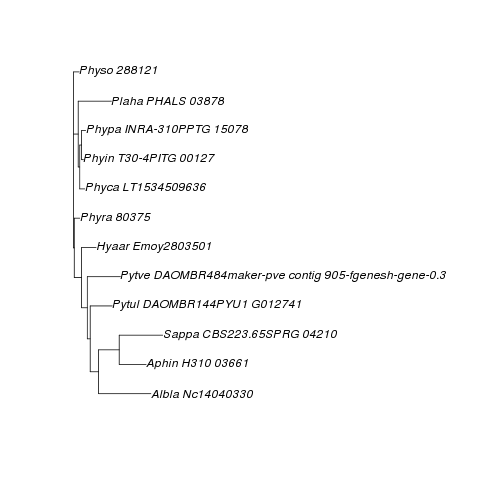 Physo 288121
Plaha PHALS 03878
Phypa INRA-310PPTG 15078
Phyin T30-4PITG 00127
Phyca LT1534509636
Phyra 80375
Hyaar Emoy2803501
Pytve DAOMBR484maker-pve contig 905-fgenesh-gene-0.3
Pytul DAOMBR144PYU1 G012741
Sappa CBS223.65SPRG 04210
Aphin H310 03661
Albla Nc14040330